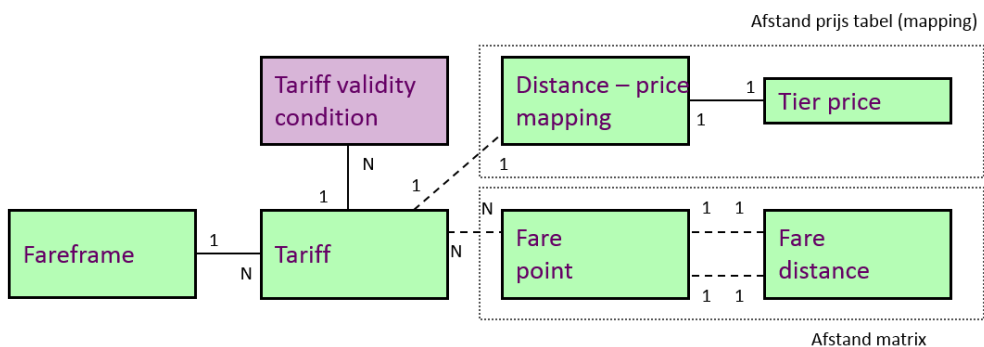 Afstand prijs tabel (mapping)
Tariff validity
condition
Distance – price
mapping
1
1
Tier price
N
1
1
1
Fareframe
1
N
Tariff
N
N
Fare
point
1 1
1 1
Fare
distance
Afstand matrix